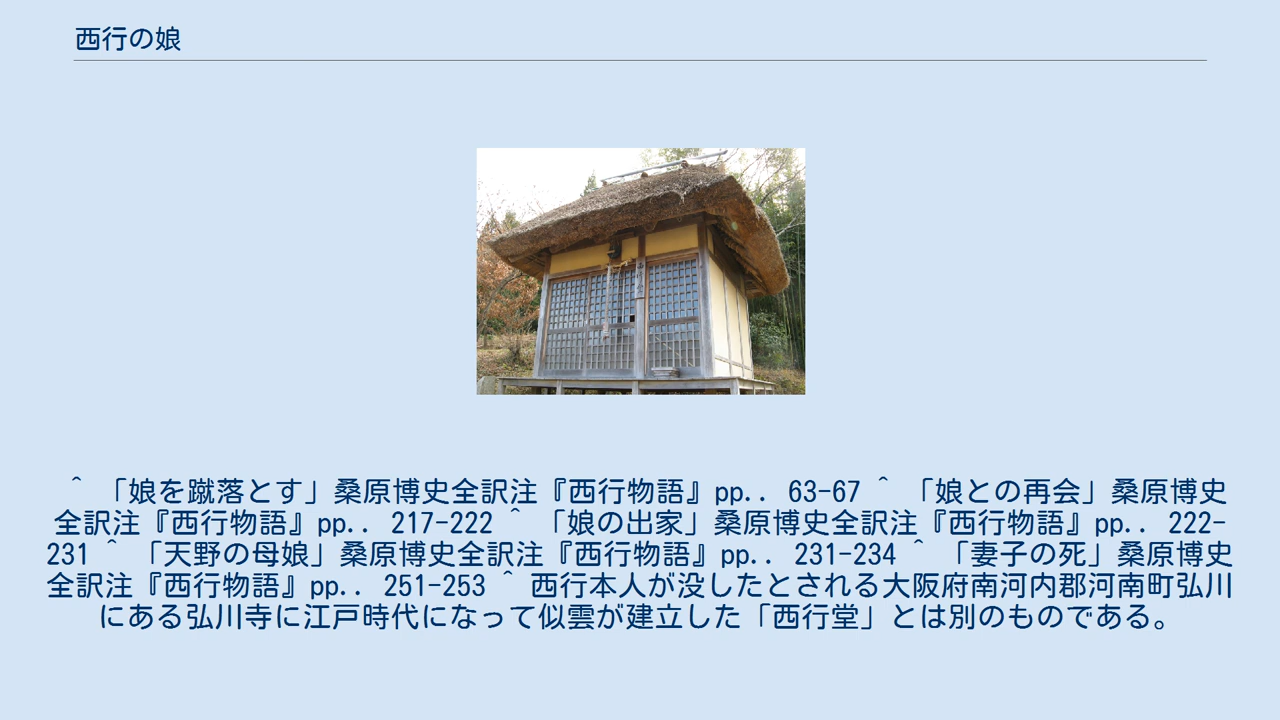 西行の娘
^ 「娘を蹴落とす」桑原博史全訳注『西行物語』pp.. 63-67 ^ 「娘との再会」桑原博史
全訳注『西行物語』pp.. 217-222 ^ 「娘の出家」桑原博史全訳注『西行物語』pp.. 222-
231 ^ 「天野の母娘」桑原博史全訳注『西行物語』pp.. 231-234 ^ 「妻子の死」桑原博史
全訳注『西行物語』pp.. 251-253 ^ 西行本人が没したとされる大阪府南河内郡河南町弘川
にある弘川寺に江戸時代になって似雲が建立した「西行堂」とは別のものである。